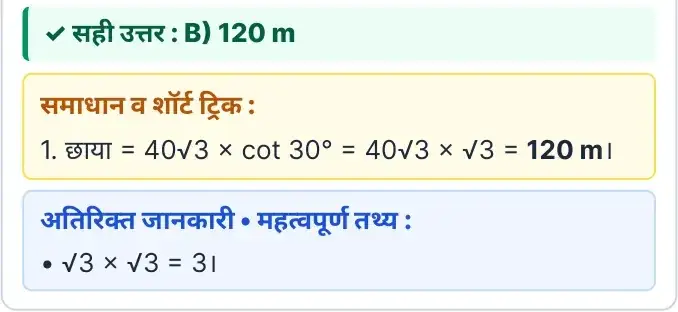 ✓ सही उत्तर : B) 120 m
समाधान व शॉर्ट ट्रिक :
1. छाया = 40√3 × cot 30° = 40√3 × √3 = 120 m।
अतिरिक्त जानकारी • महत्वपूर्ण तथ्य :
• √3 × √3 = 3।